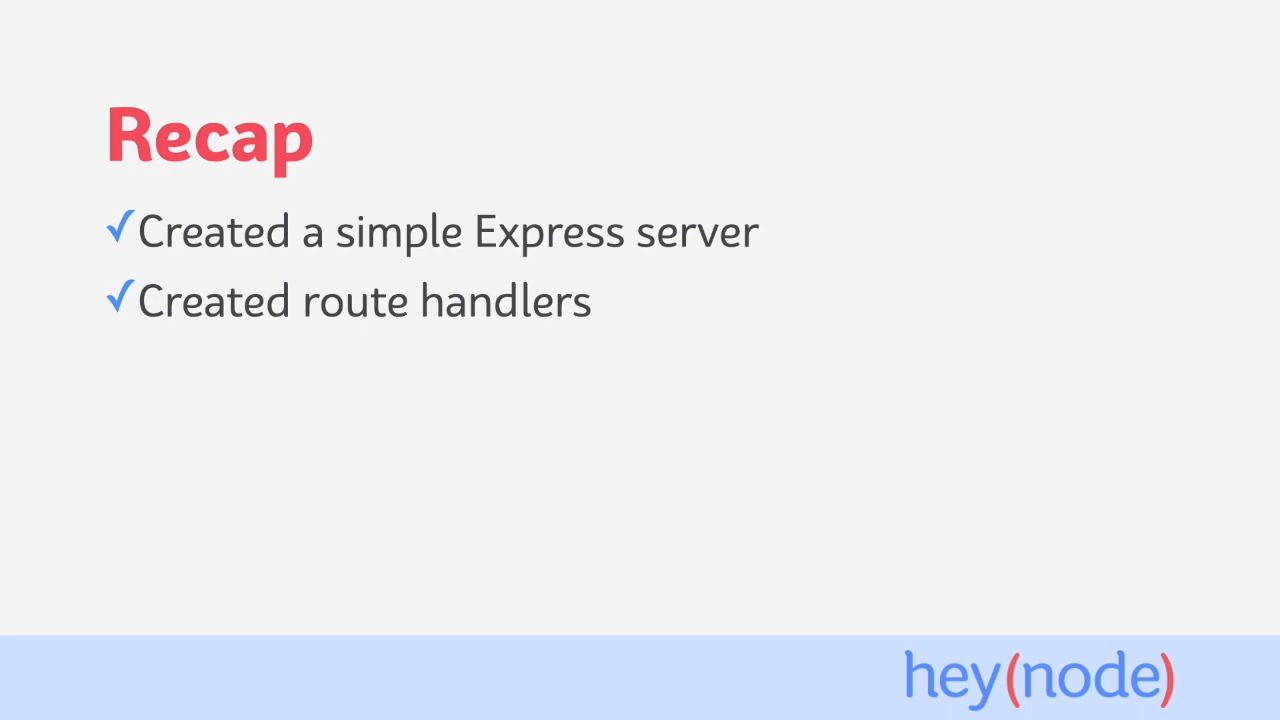 Recap
✓Created a simple Express server
✓Created route handlers
hey(node)